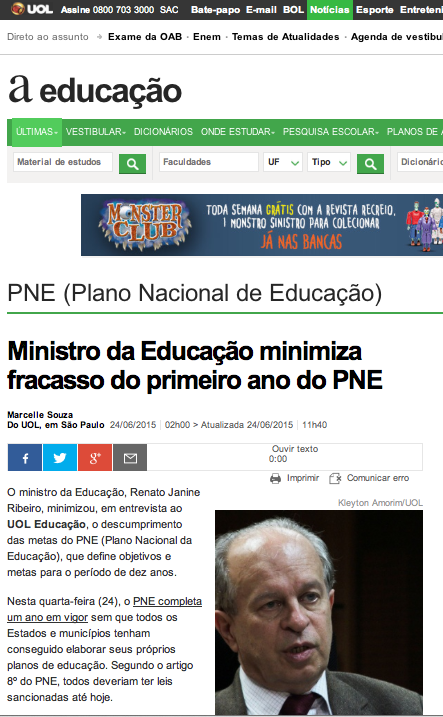 UOL Assine 0800 703 3000 SAC Bate-papo E-mail BOL Notícias Esporte Entreten
Direto ao assunto → Exame da OAB · Enem · Temas de Atualidades · Agenda de vestibu
a educação
ÚLTIMAS VESTIBULAR DICIONÁRIOS ONDE ESTUDAR PESQUISA ESCOLAR PLANOS DE A
Material de estudos Faculdades UF Tipo Dicionári
MONSTER CLUB
TODA SEMANA GRÁTIS COM A REVISTA RECREIO,
1 MONSTRO SINISTRO PARA COLECIONAR
JÁ NAS BANCAS
PNE (Plano Nacional de Educação)
Ministro da Educação minimiza
fracasso do primeiro ano do PNE
Marcelle Souza
Do UOL, em São Paulo 24/06/2015 | 02h00 > Atualizada 24/06/2015 | 11h40
f g+ Ouvir texto
0:00
Imprimir Comunicar erro
Kleyton Amorim/UOL
O ministro da Educação, Renato Janine
Ribeiro, minimizou, em entrevista ao
UOL Educação, o descumprimento
das metas do PNE (Plano Nacional da
Educação), que define objetivos e
metas para o período de dez anos.
Nesta quarta-feira (24), o PNE completa
um ano em vigor sem que todos os
Estados e municípios tenham
conseguido elaborar seus próprios
planos de educação. Segundo o artigo
8º do PNE, todos deveriam ter leis
sancionadas até hoje.